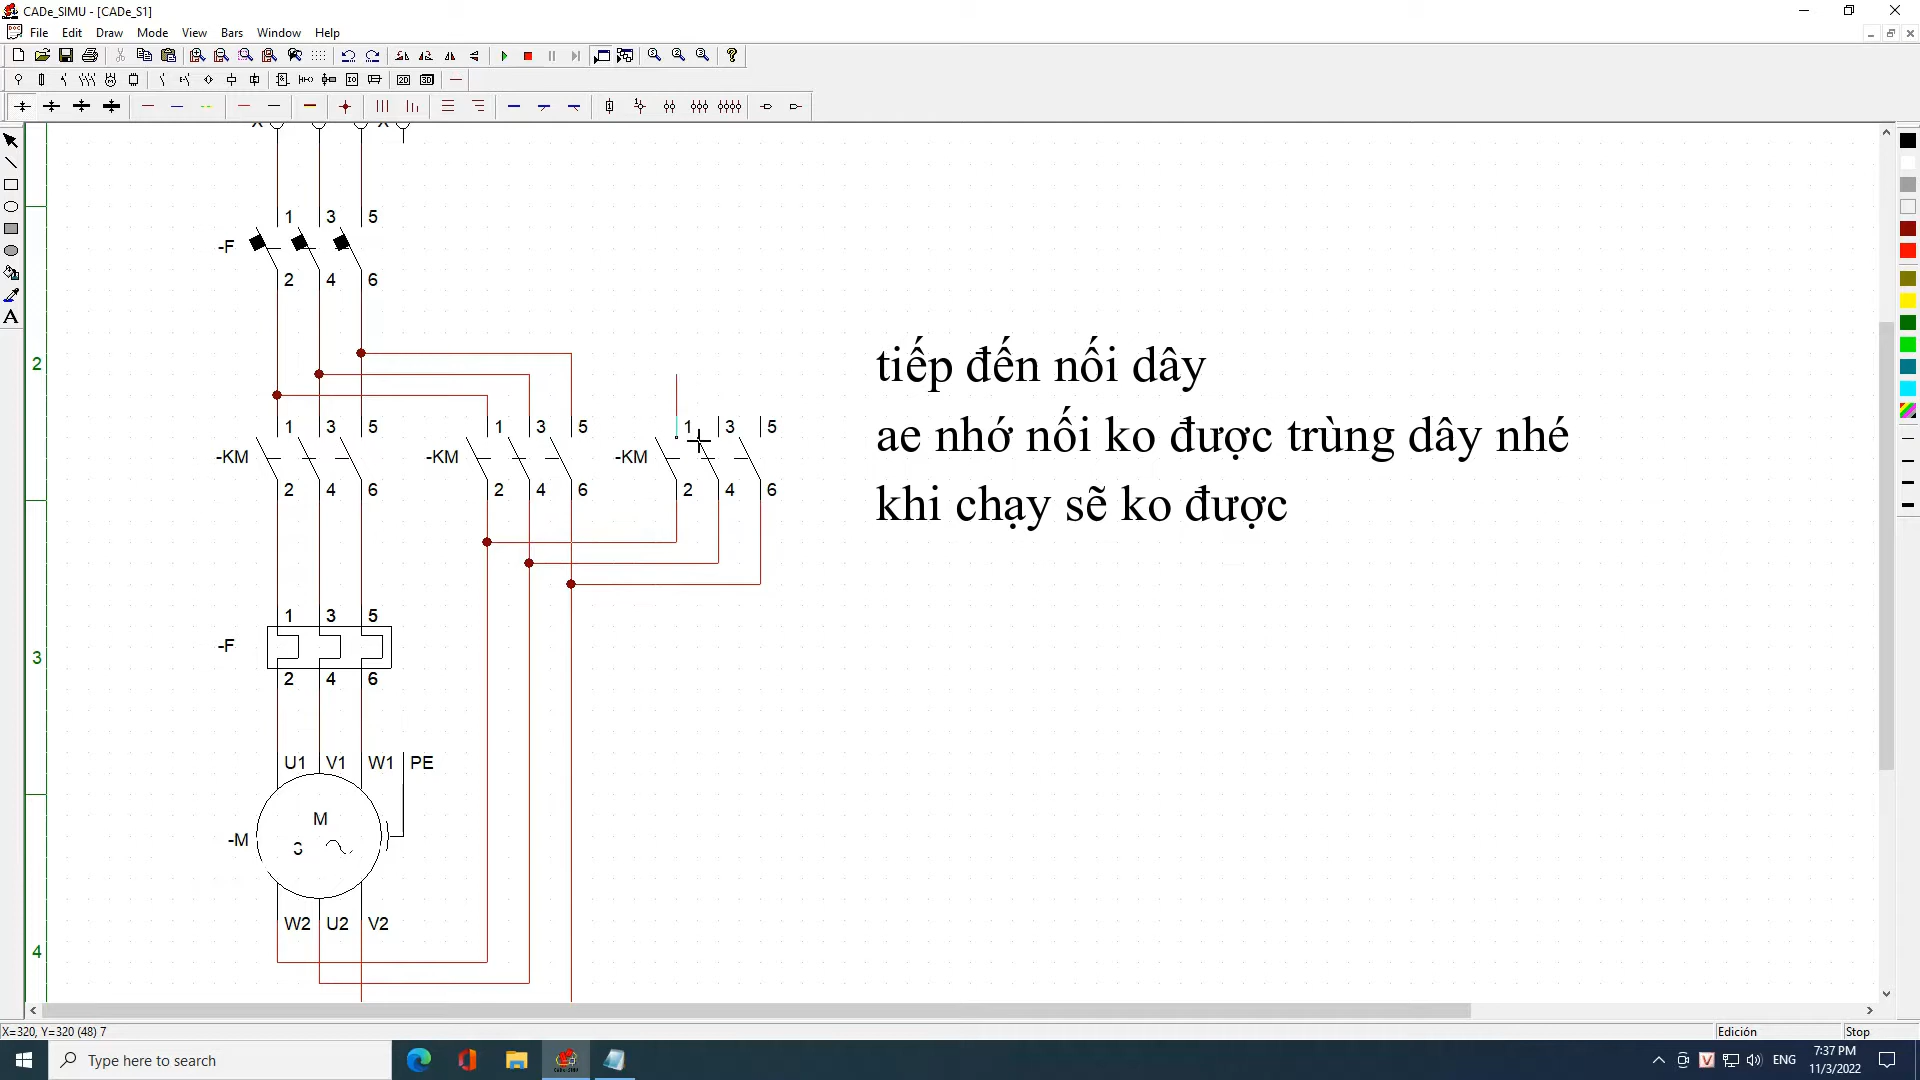 CADe_SIMU - [CADe_S1]
File Edit Draw Mode View Bars Window Help
1 3 5
-F
2 4 6
2
1 3 5 1 3 5 1 3 5
-KM -KM -KM
2 4 6 2 4 6 2 4 6
tiếp đến nối dây
ae nhớ nối ko được trùng dây nhé
khi chạy sẽ ko được
1 3 5
3
-F
2 4 6
U1 V1 W1 PE
M
-M
3
W2 U2 V2
4
X=320, Y=320 (48) 7
Edición
Stop
Type here to search
ENG
7:37 PM
11/3/2022